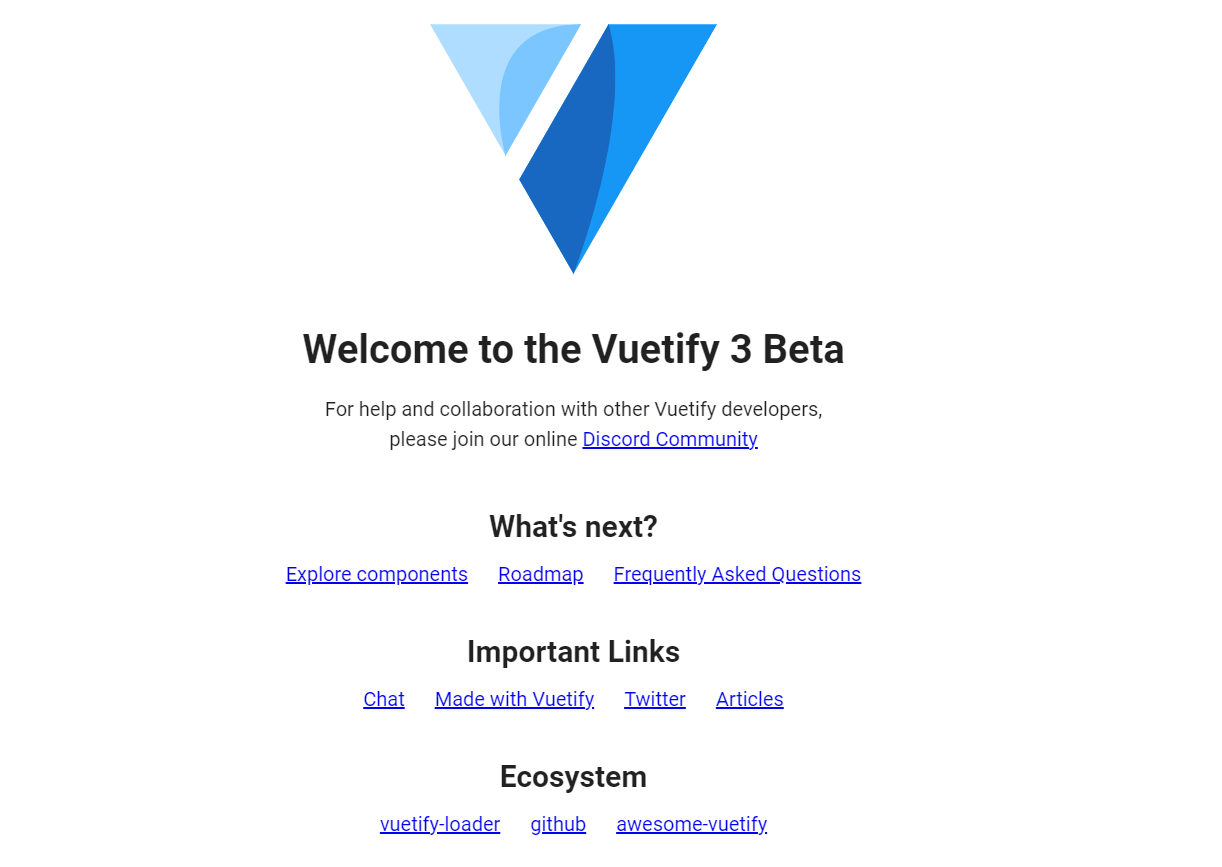 Welcome to the Vuetify 3 Beta
For help and collaboration with other Vuetify developers,
please join our online Discord Community
What's next?
Explore components Roadmap Frequently Asked Questions
Important Links
Chat Made with Vuetify Twitter Articles
Ecosystem
vuetify-loader github awesome-vuetify